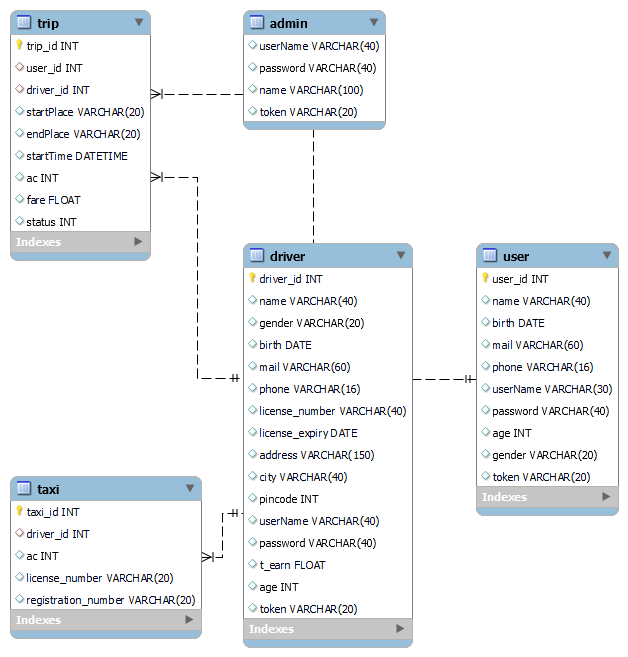 trip
trip_id INT
user_id INT
driver_id INT
startPlace VARCHAR(20)
endPlace VARCHAR(20)
startTime DATETIME
ac INT
fare FLOAT
status INT
Indexes
admin
userName VARCHAR(40)
password VARCHAR(40)
name VARCHAR(100)
token VARCHAR(20)
driver
driver_id INT
name VARCHAR(40)
gender VARCHAR(20)
birth DATE
mail VARCHAR(60)
phone VARCHAR(16)
license_number VARCHAR(40)
license_expiry DATE
address VARCHAR(150)
city VARCHAR(40)
pincode INT
userName VARCHAR(40)
password VARCHAR(40)
t_earn FLOAT
age INT
token VARCHAR(20)
Indexes
user
user_id INT
name VARCHAR(40)
birth DATE
mail VARCHAR(60)
phone VARCHAR(16)
userName VARCHAR(30)
password VARCHAR(40)
age INT
gender VARCHAR(20)
token VARCHAR(20)
Indexes
taxi
taxi_id INT
driver_id INT
ac INT
license_number VARCHAR(20)
registration_number VARCHAR(20)
Indexes